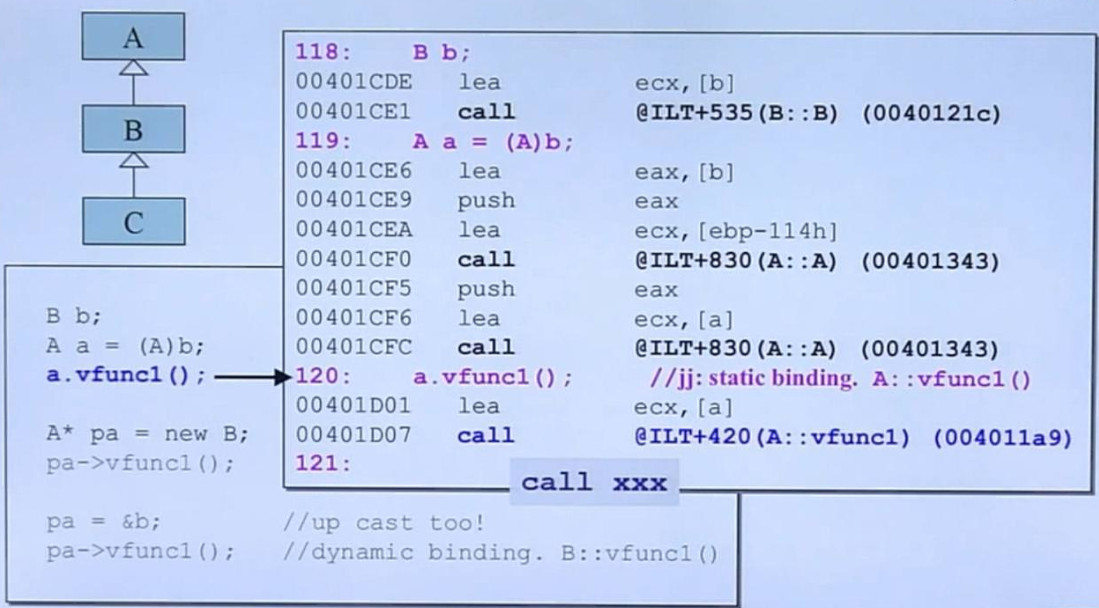 A
B
C
118:    B b;
00401CDE   lea            ecx,[b]
00401CE1   call           @ILT+535(B::B) (0040121c)
119:    A a = (A)b;
00401CE6   lea            eax,[b]
00401CE9   push           eax
00401CEA   lea            ecx,[ebp-114h]
00401CF0   call           @ILT+830(A::A) (00401343)
00401CF5   push           eax
00401CF6   lea            ecx,[a]
00401CFC   call           @ILT+830(A::A) (00401343)
120:    a.vfunc1();     //jj: static binding. A::vfunc1()
00401D01   lea            ecx,[a]
00401D07   call           @ILT+420(A::vfunc1) (004011a9)
121:
call xxx
B b;
A a = (A)b;
a.vfunc1();
A* pa = new B;
pa->vfunc1();
pa = &b;        //up cast too!
pa->vfunc1();   //dynamic binding. B::vfunc1()